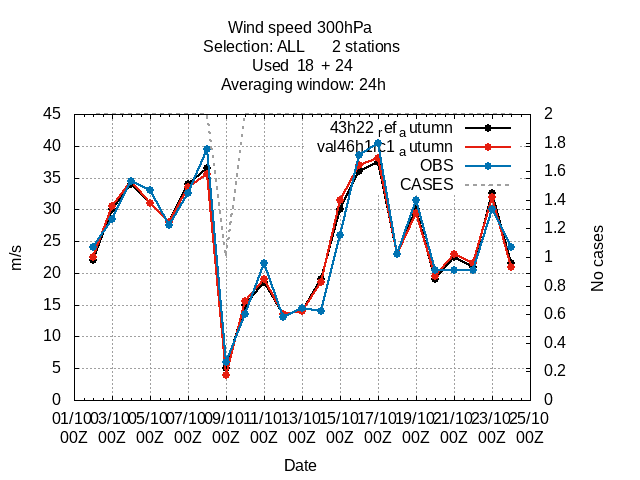 Wind speed 300hPa
Selection: ALL 2 stations
Used 18 + 24
Averaging window: 24h
45 2
40 1.8
35 1.6
30 1.4
25 1.2
20 1
15 0.8
10 0.6
5 0.4
0.2
0 0
43h22_ref_autumn
val46h1rc1_autumn
OBS
CASES
m/s
No cases
01/10 03/10 05/10 07/10 09/10 11/10 13/10 15/10 17/10 19/10 21/10 23/10 25/10
00Z 00Z 00Z 00Z 00Z 00Z 00Z 00Z 00Z 00Z 00Z 00Z 00Z
Date